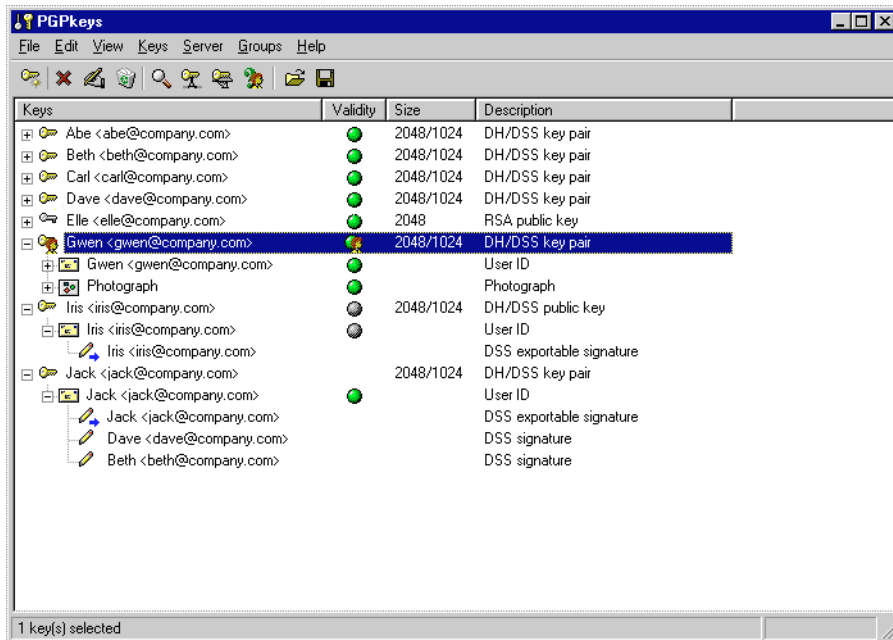 PGPkeys
File Edit View Keys Server Groups Help
Keys Validity Size Description
Abe <abe@company.com> 2048/1024 DH/DSS key pair
Beth <beth@company.com> 2048/1024 DH/DSS key pair
Carl <carl@company.com> 2048/1024 DH/DSS key pair
Dave <dave@company.com> 2048/1024 DH/DSS key pair
Elle <elle@company.com> 2048 RSA public key
Gwen <gwen@company.com> 2048/1024 DH/DSS key pair
Gwen <gwen@company.com> User ID
Photograph Photograph
Iris <iris@company.com> 2048/1024 DH/DSS public key
Iris <iris@company.com> User ID
Iris <iris@company.com> DSS exportable signature
Jack <jack@company.com> 2048/1024 DH/DSS key pair
Jack <jack@company.com> User ID
Jack <jack@company.com> DSS exportable signature
Dave <dave@company.com> DSS signature
Beth <beth@company.com> DSS signature
1 key(s) selected